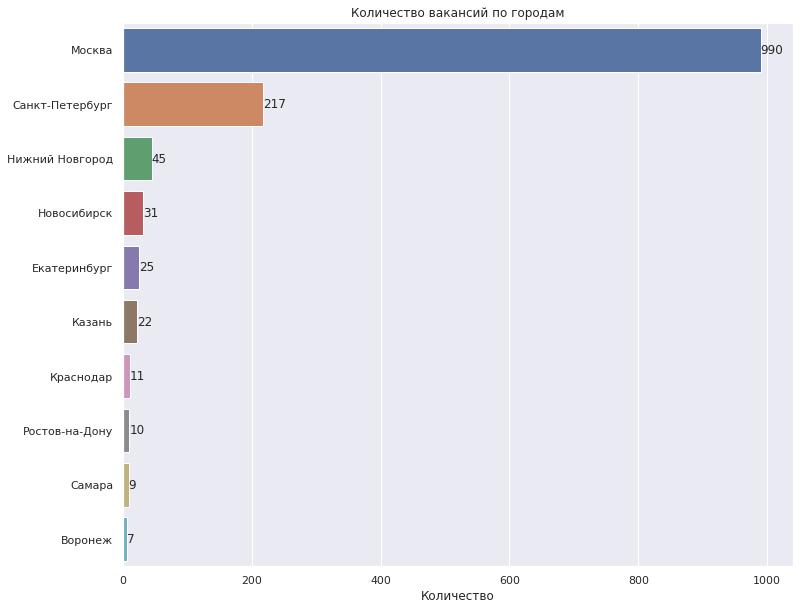 Количество вакансий по городам
Москва
990
Санкт-Петербург
217
Нижний Новгород
45
Новосибирск
31
Екатеринбург
25
Казань
22
Краснодар
11
Ростов-на-Дону
10
Самара
9
Воронеж
7
0 200 400 600 800 1000
Количество